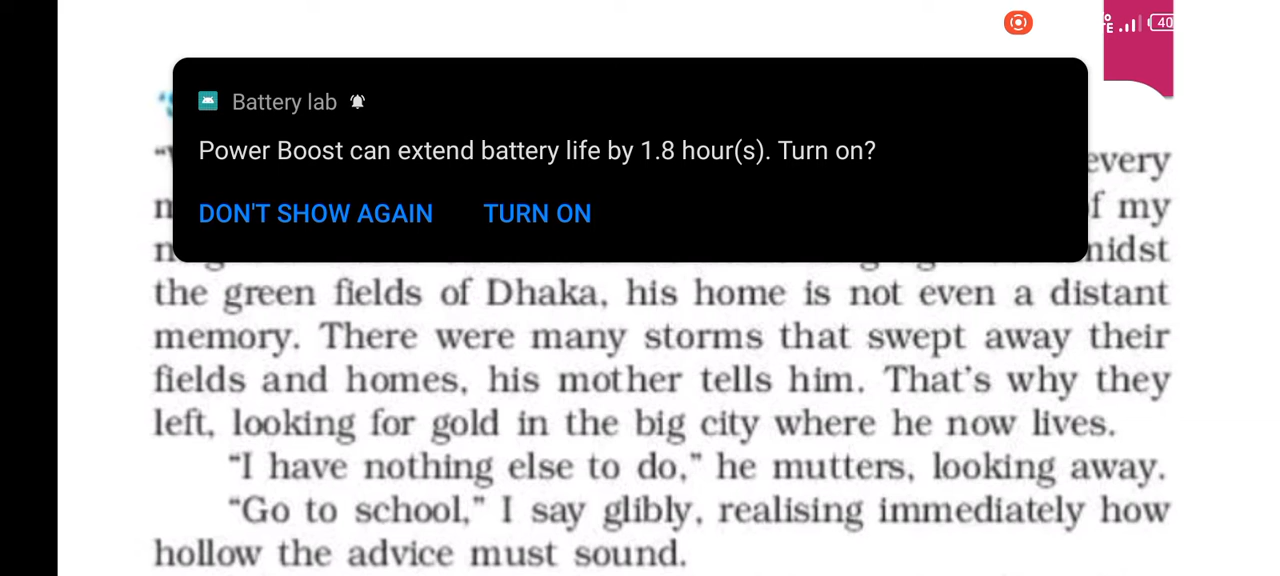 40
Battery lab
Power Boost can extend battery life by 1.8 hour(s). Turn on?
DON'T SHOW AGAIN TURN ON
every
f my
midst
the green fields of Dhaka, his home is not even a distant
memory. There were many storms that swept away their
fields and homes, his mother tells him. That's why they
left, looking for gold in the big city where he now lives.
“I have nothing else to do,” he mutters, looking away.
“Go to school,” I say glibly, realising immediately how
hollow the advice must sound.